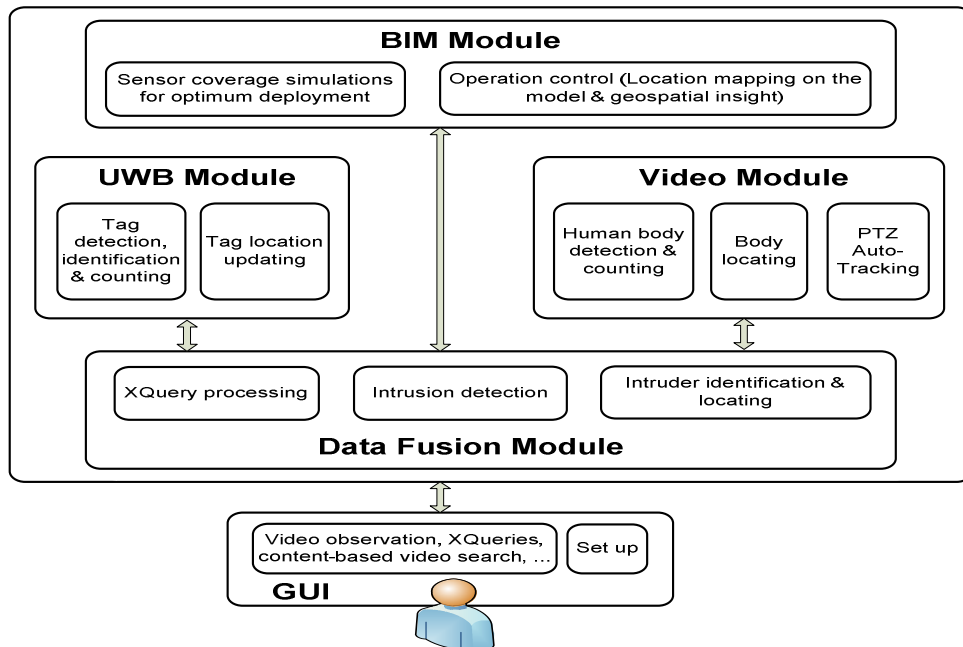 BIM Module
Sensor coverage simulations
for optimum deployment
Operation control (Location mapping on the
model & geospatial insight)
UWB Module
Tag
detection,
identification
& counting
Tag location
updating
Video Module
Human body
detection &
counting
Body
locating
PTZ
Auto-
Tracking
XQuery processing
Intrusion detection
Intruder identification &
locating
Data Fusion Module
Video observation, XQueries,
content-based video search, ...
Set up
GUI